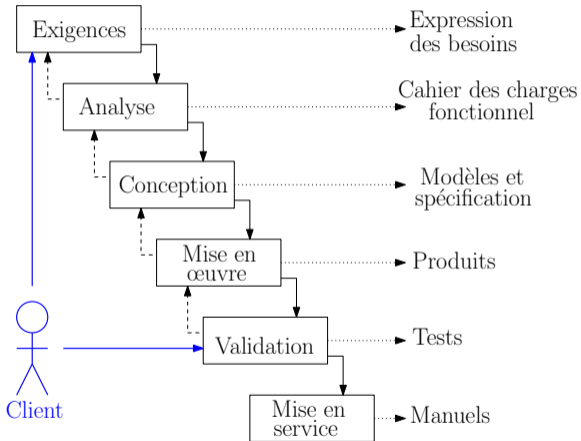 Exigences
Expression
des besoins
Analyse
Cahier des charges
fonctionnel
Conception
Modèles et
spécification
Mise en
œuvre
Produits
Validation
Tests
Client
Mise en
service
Manuels